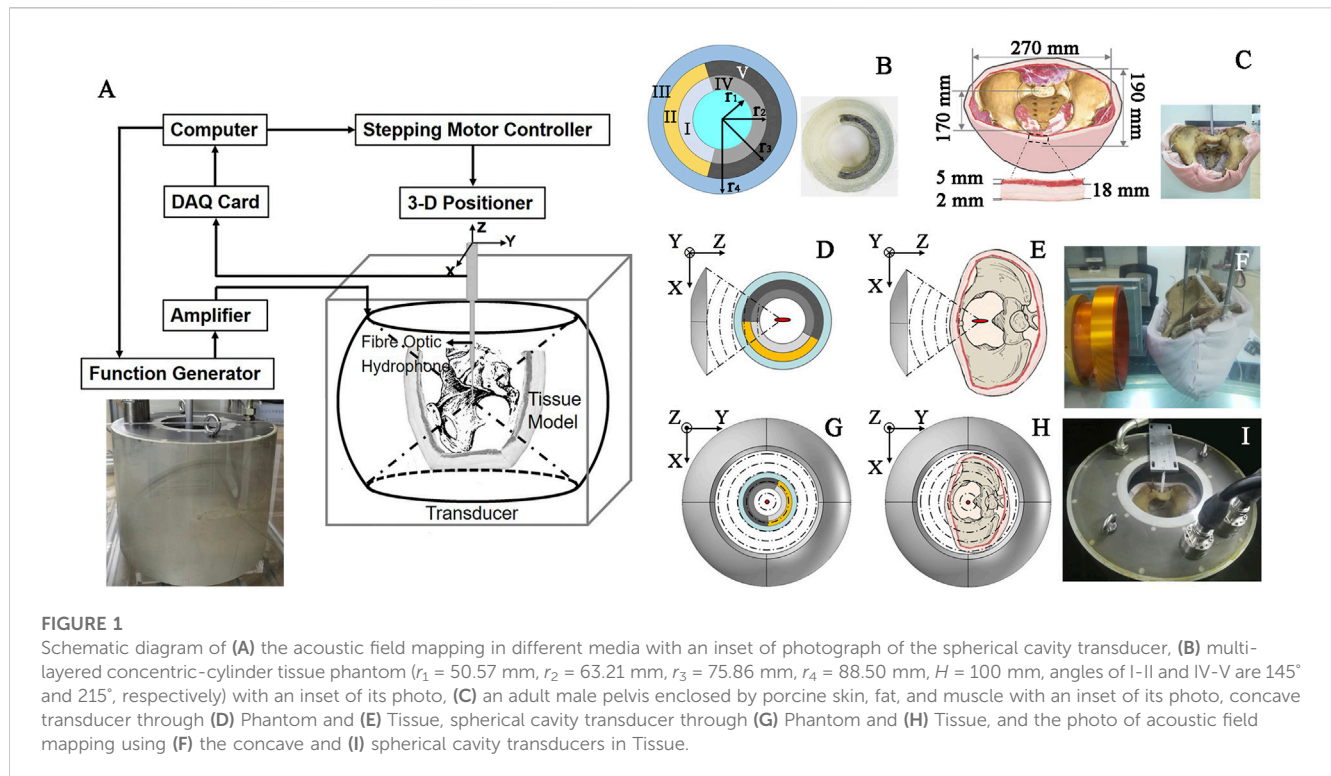 A
Computer
Stepping Motor Controller
DAQ Card
3-D Positioner
Z
Y
X
Amplifier
Function Generator
Fibre Optic
Hydrophone
Tissue
Model
Transducer
B
III
II
I
IV
V
r1
r2
r3
r4
C
270 mm
170 mm
190 mm
5 mm
2 mm
18 mm
Y
Z
X
D
Y
Z
X
E
F
Z
Y
X
G
Z
Y
X
H
I
FIGURE 1
Schematic diagram of (A) the acoustic field mapping in different media with an inset of photograph of the spherical cavity transducer, (B) multi-
layered concentric-cylinder tissue phantom (r1 = 50.57 mm, r2 = 63.21 mm, r3 = 75.86 mm, r4 = 88.50 mm, H = 100 mm, angles of I-II and IV-V are 145°
and 215°, respectively) with an inset of its photo, (C) an adult male pelvis enclosed by porcine skin, fat, and muscle with an inset of its photo, concave
transducer through (D) Phantom and (E) Tissue, spherical cavity transducer through (G) Phantom and (H) Tissue, and the photo of acoustic field
mapping using (F) the concave and (I) spherical cavity transducers in Tissue.